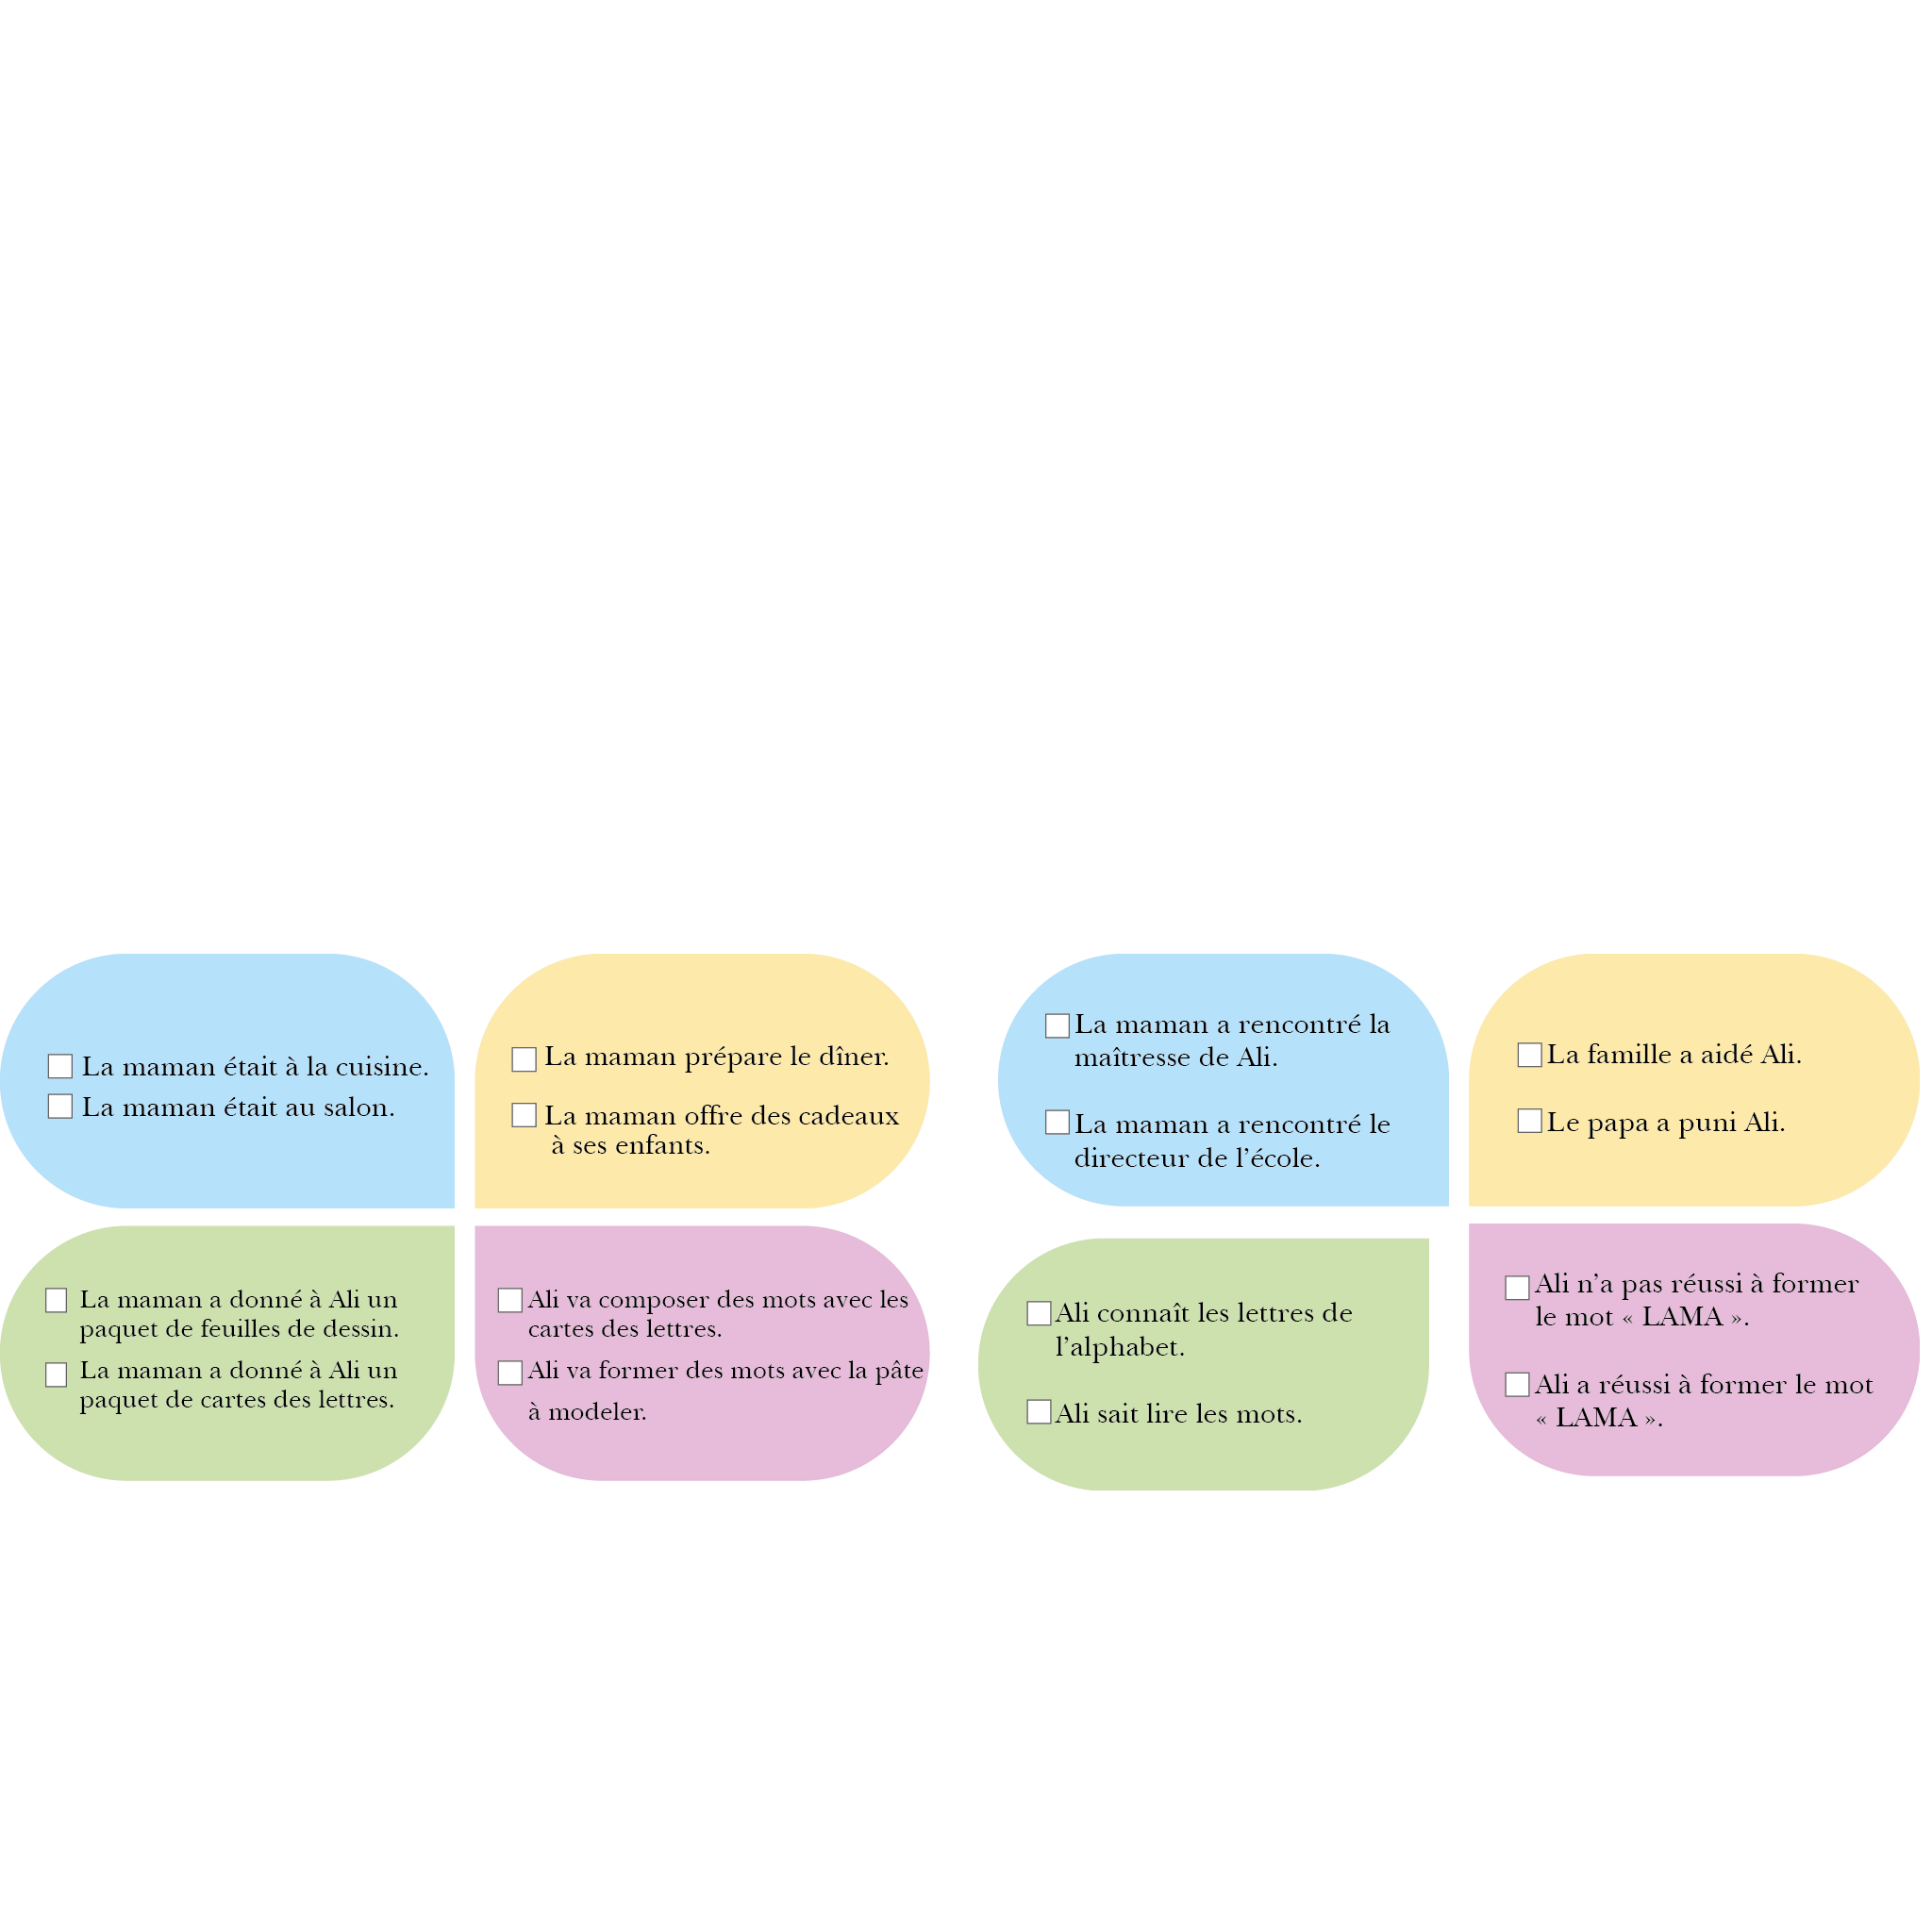 La maman était à la cuisine.
La maman était au salon.
La maman prépare le dîner.
La maman offre des cadeaux
à ses enfants.
La maman a donné à Ali un
paquet de feuilles de dessin.
La maman a donné à Ali un
paquet de cartes des lettres.
Ali va composer des mots avec les
cartes des lettres.
Ali va former des mots avec la pâte
à modeler.
La maman a rencontré la
maîtresse de Ali.
La maman a rencontré le
directeur de l’école.
La famille a aidé Ali.
Le papa a puni Ali.
Ali connaît les lettres de
l’alphabet.
Ali sait lire les mots.
Ali n’a pas réussi à former
le mot « LAMA ».
Ali a réussi à former le mot
« LAMA ».